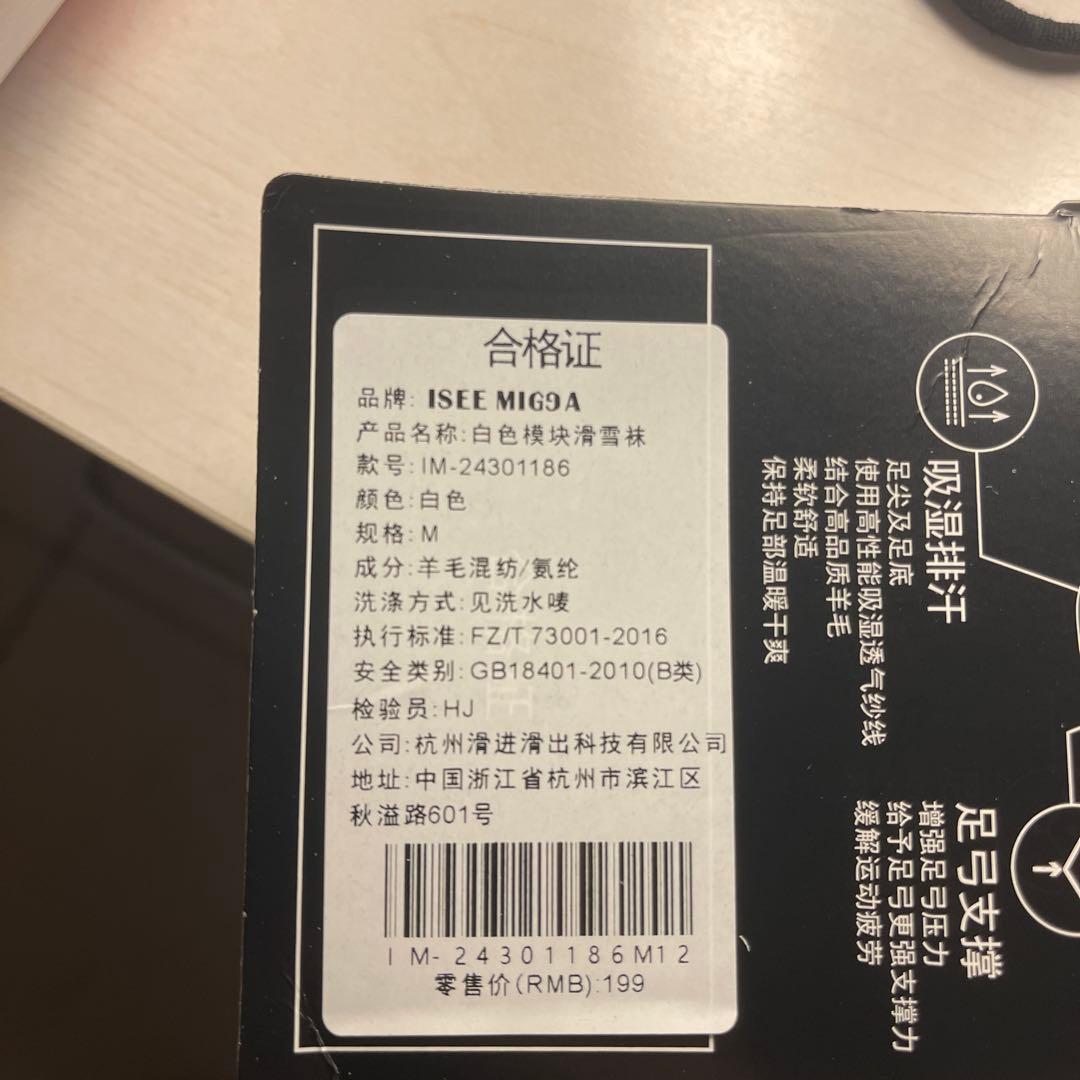 合格证
品牌: ISEE MIG9A
产品名称:白色模块滑雪袜
款号:IM-24301186
颜色:白色
规格:M
成分:羊毛混纺/氨纶
洗涤方式:见洗水唛
执行标准:FZ/T 73001-2016
安全类别:GB18401-2010(B类)
检验员:HJ
公司:杭州滑进滑出科技有限公司
地址:中国浙江省杭州市滨江区
秋溢路601号
IM-24301186M12
零售价(RMB):199
吸湿排汗
足尖及足底
使用高性能吸湿透气纱线
结合高品质羊毛
柔软舒适
保持足部温暖干爽
足弓支撑
增强足弓压力
给予足弓更强支撑力
缓解运动疲劳